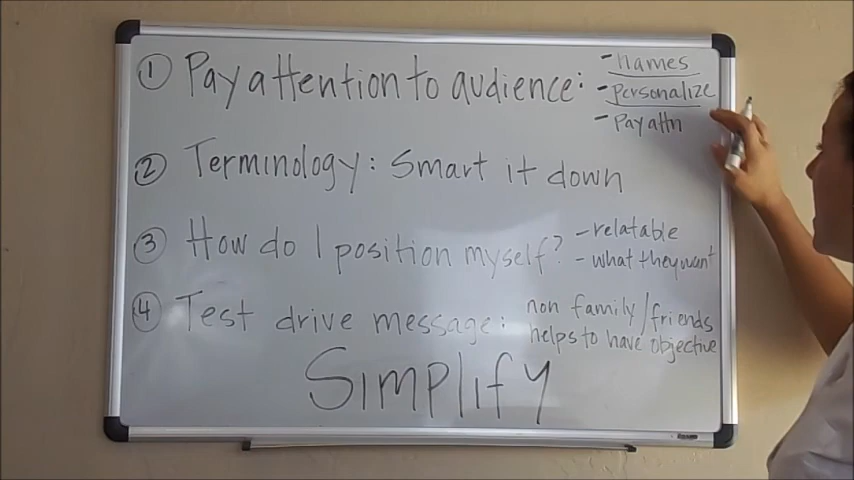 ① Pay attention to audience: - names
- personalize
- Pay attn
② Terminology: Smart it down
③ How do I position myself? - relatable
- what they want
④ Test drive message: non family/friends
helps to have objective
Simplify